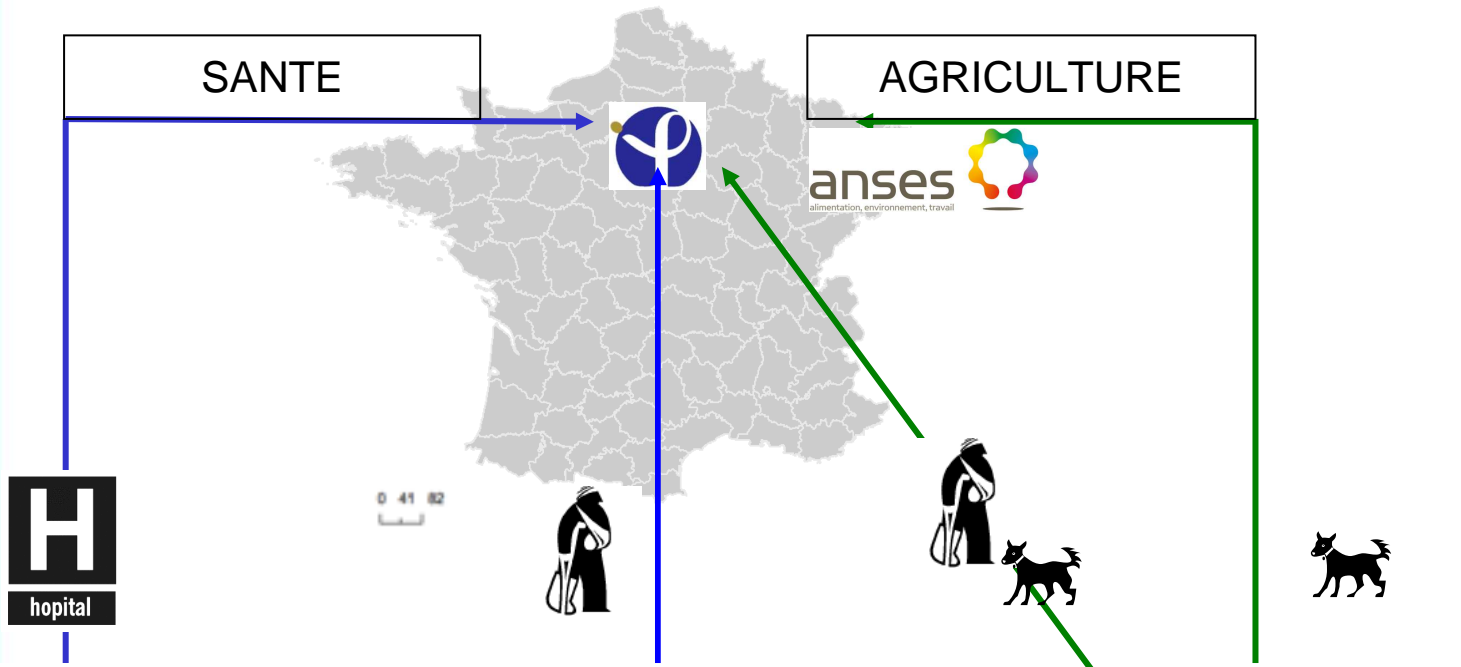 SANTE
AGRICULTURE
anses
alimentation, environnement, travail
0 41 82
H
hopital